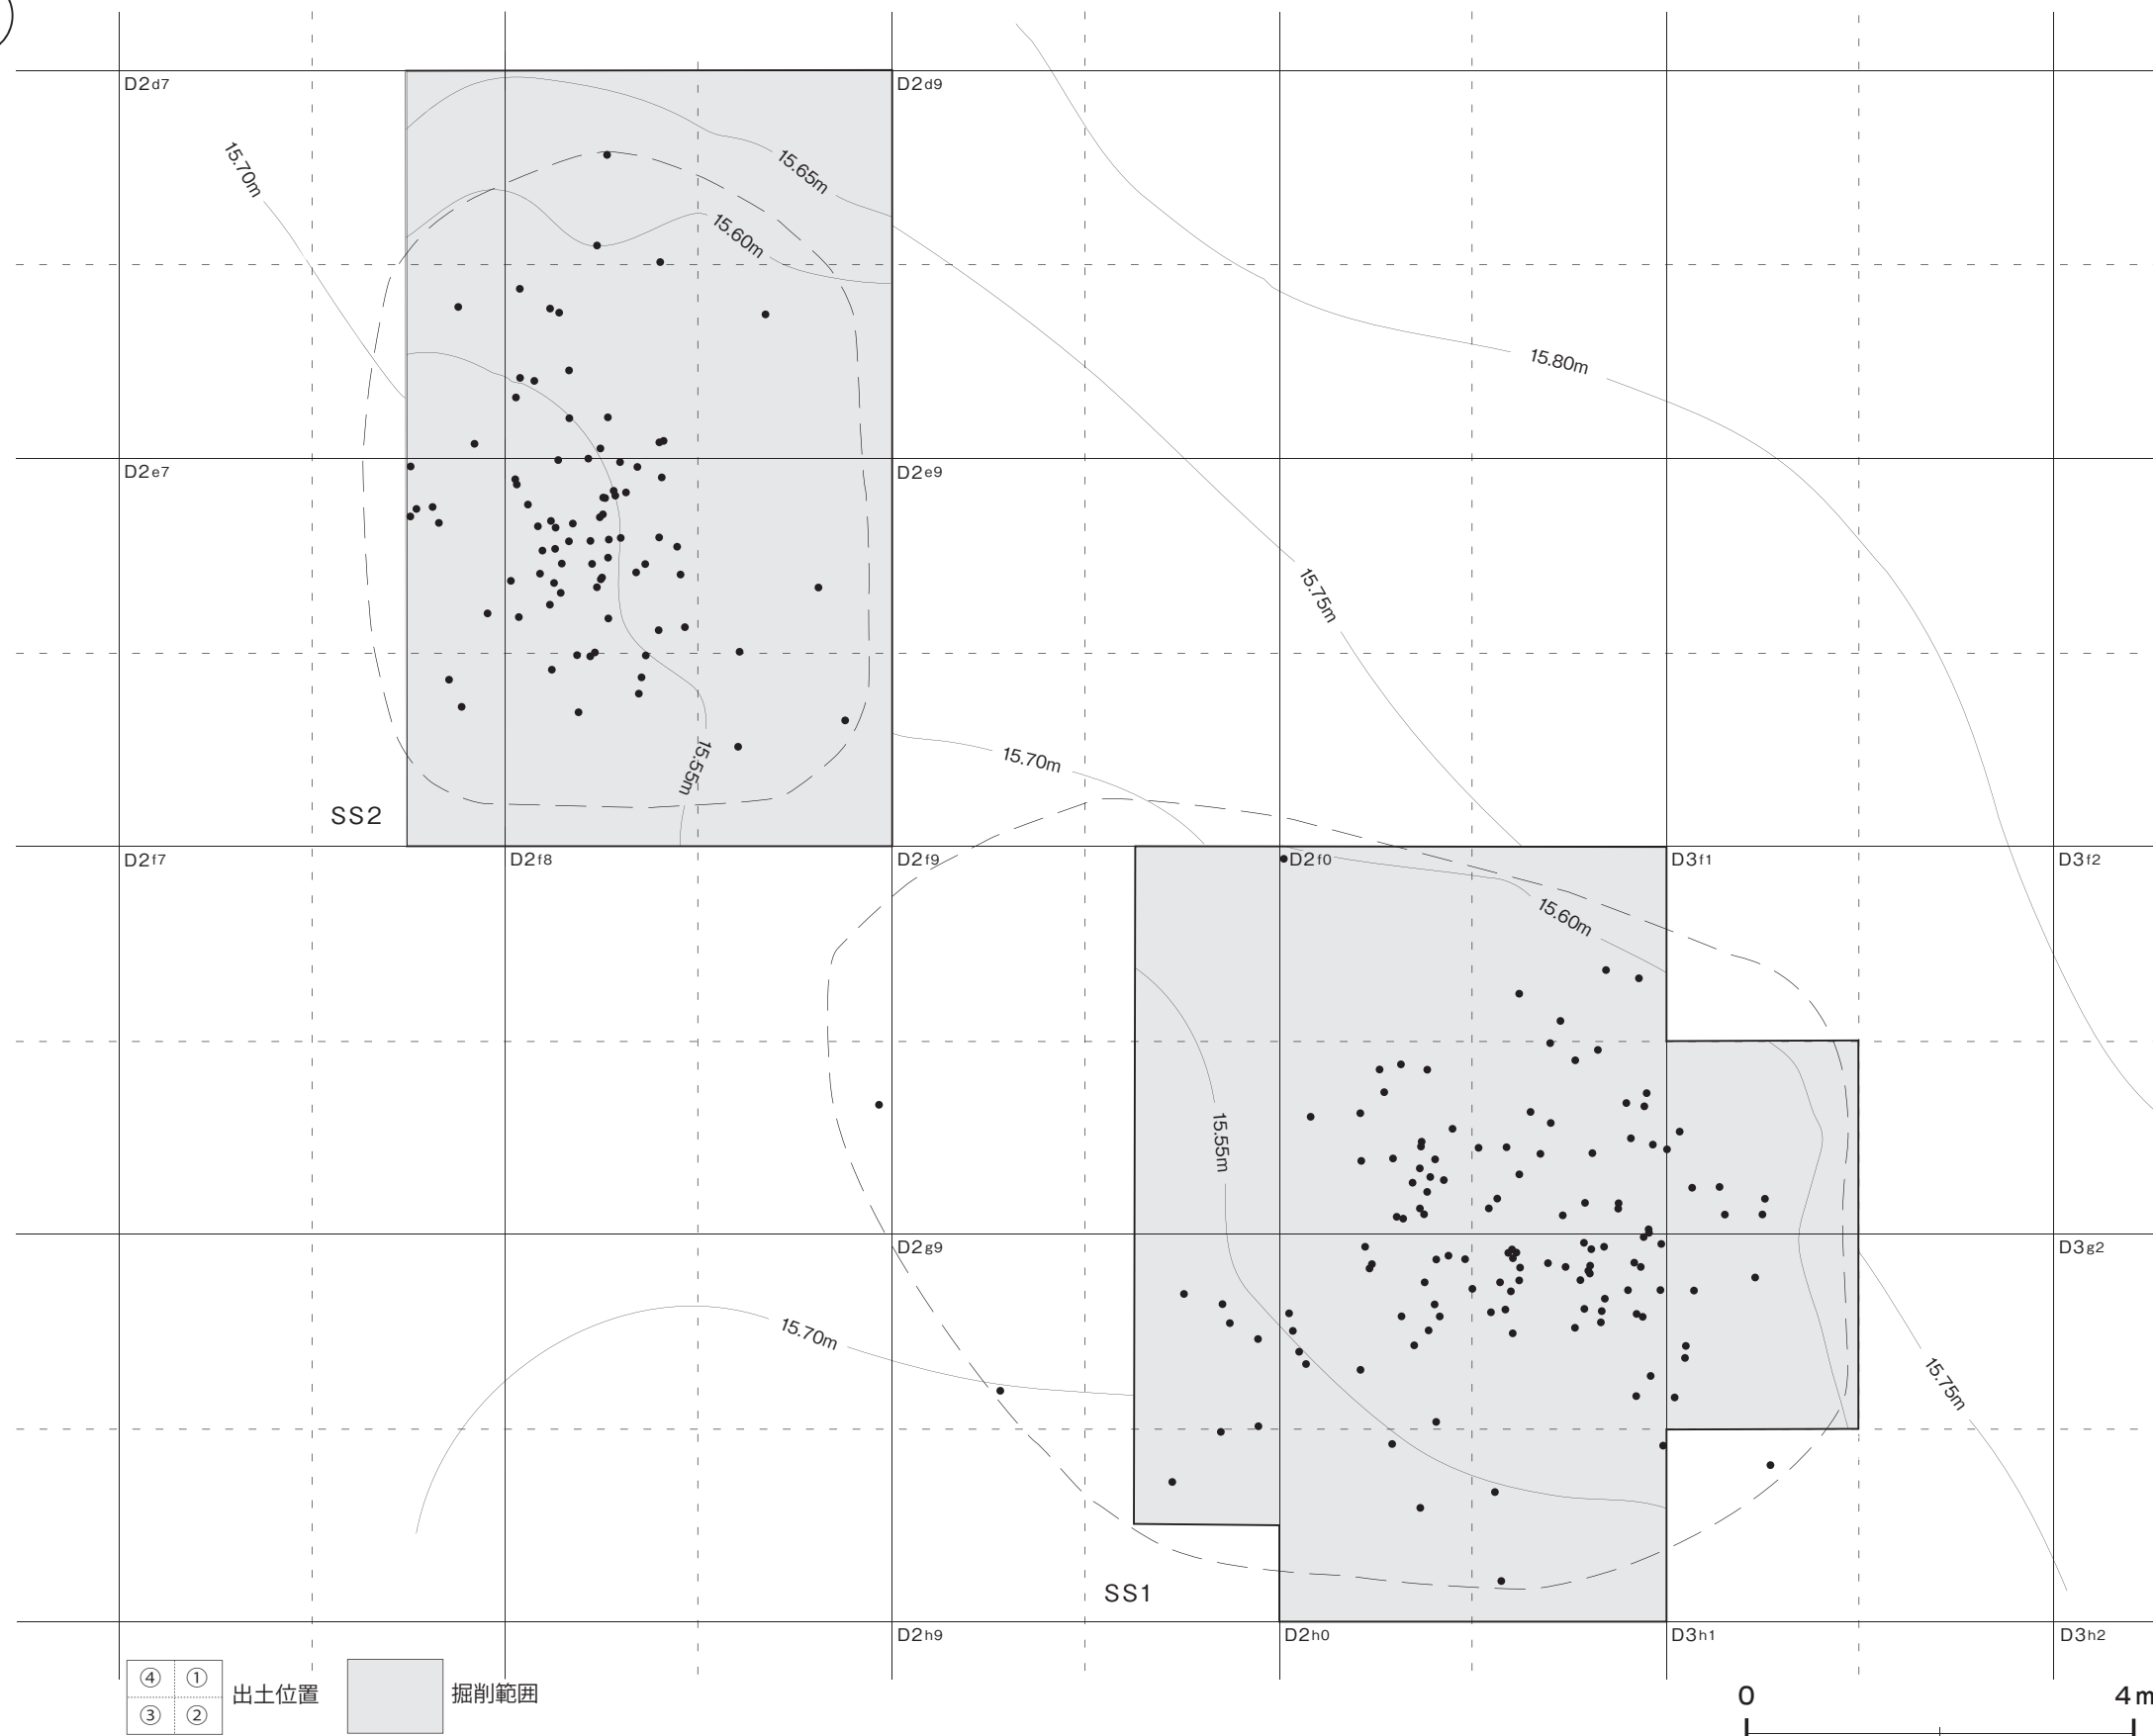 D2d7
D2d9
15.70m
15.65m
15.60m
15.80m
D2e7
D2e9
15.75m
15.70m
15.55m
SS2
D2f7
D2f8
D2f9
D2f0
D3f1
D3f2
15.60m
15.55m
D2g9
D3g2
15.70m
15.75m
SS1
D2h9
D2h0
D3h1
D3h2
④ ① 出土位置 掘削範囲
③ ②
0 4m